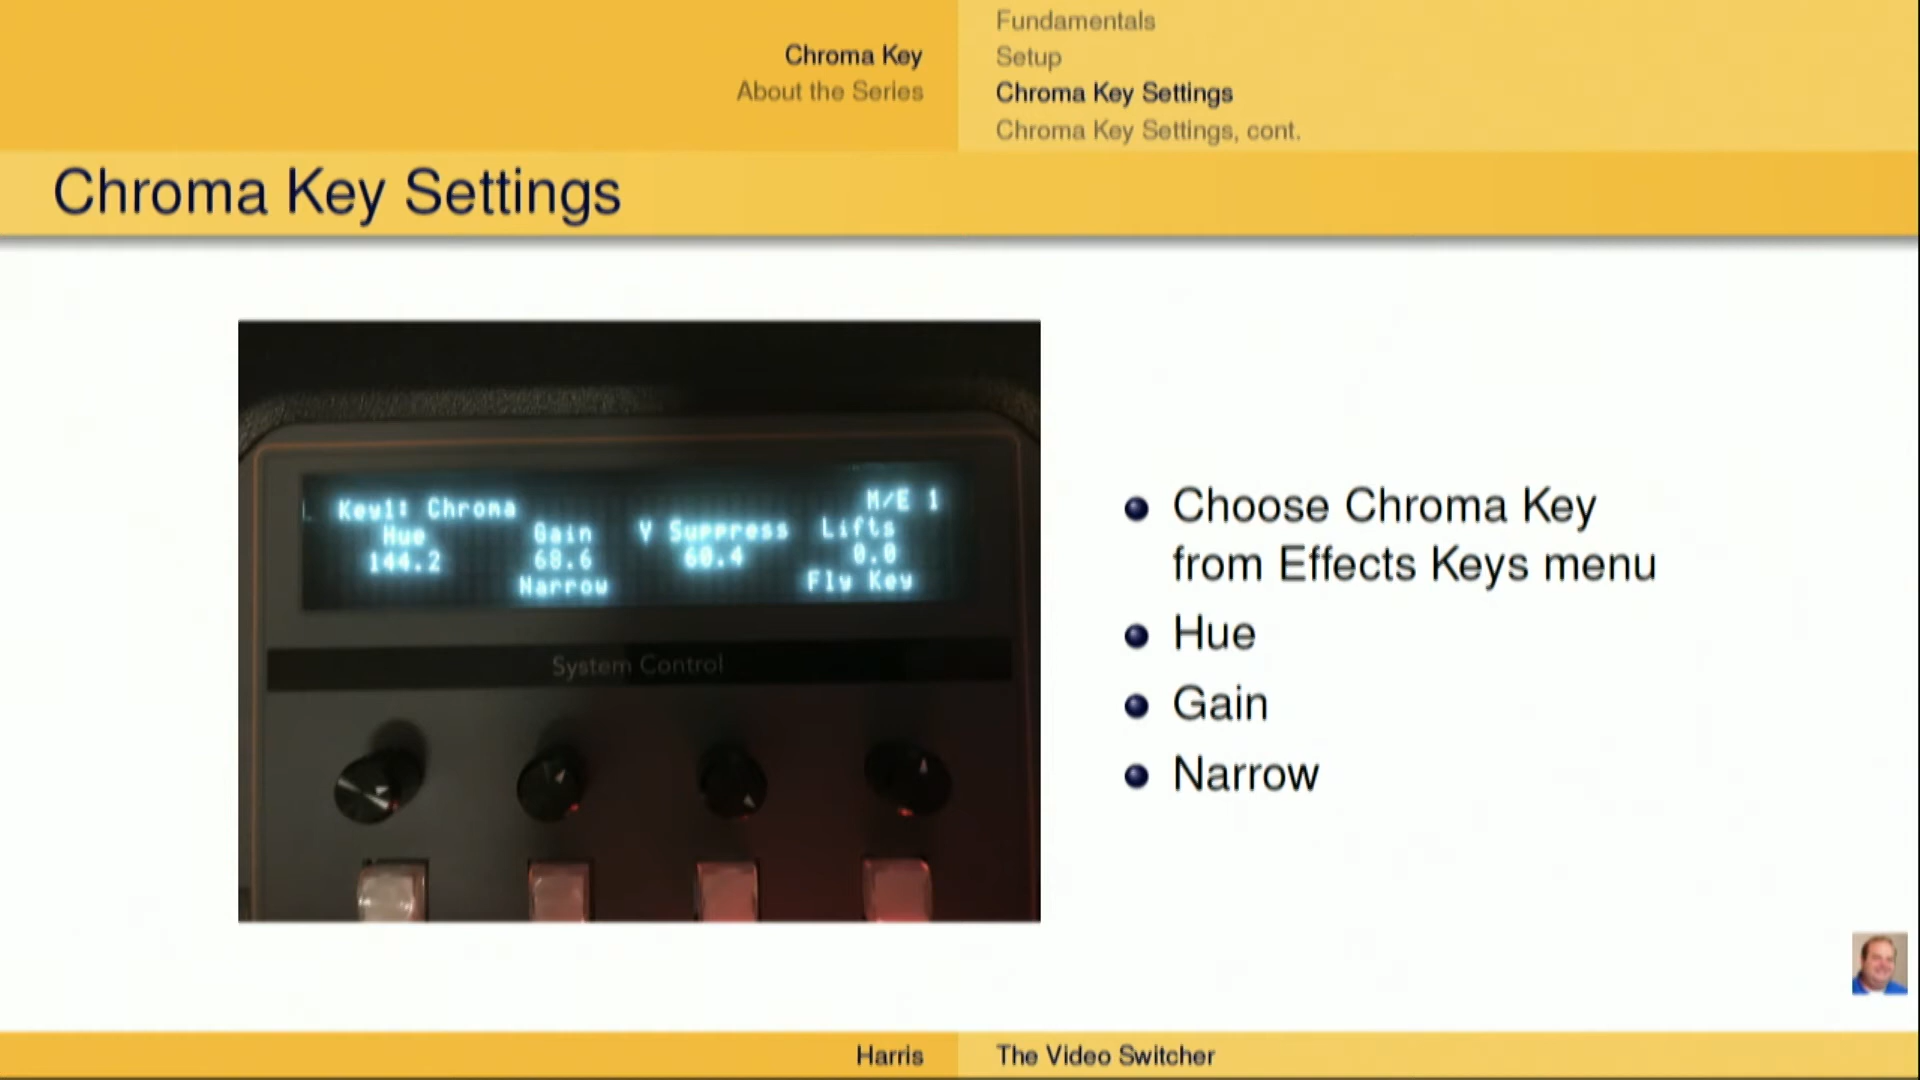 Chroma Key
About the Series
Fundamentals
Setup
Chroma Key Settings
Chroma Key Settings, cont.
Chroma Key Settings
Key1: Chroma M/E 1
Hue Gain Y Suppress Lifts
144.2 68.6 60.4 0.0
Narrow Fly Key
System Control
Choose Chroma Key
from Effects Keys menu
Hue
Gain
Narrow
Harris
The Video Switcher